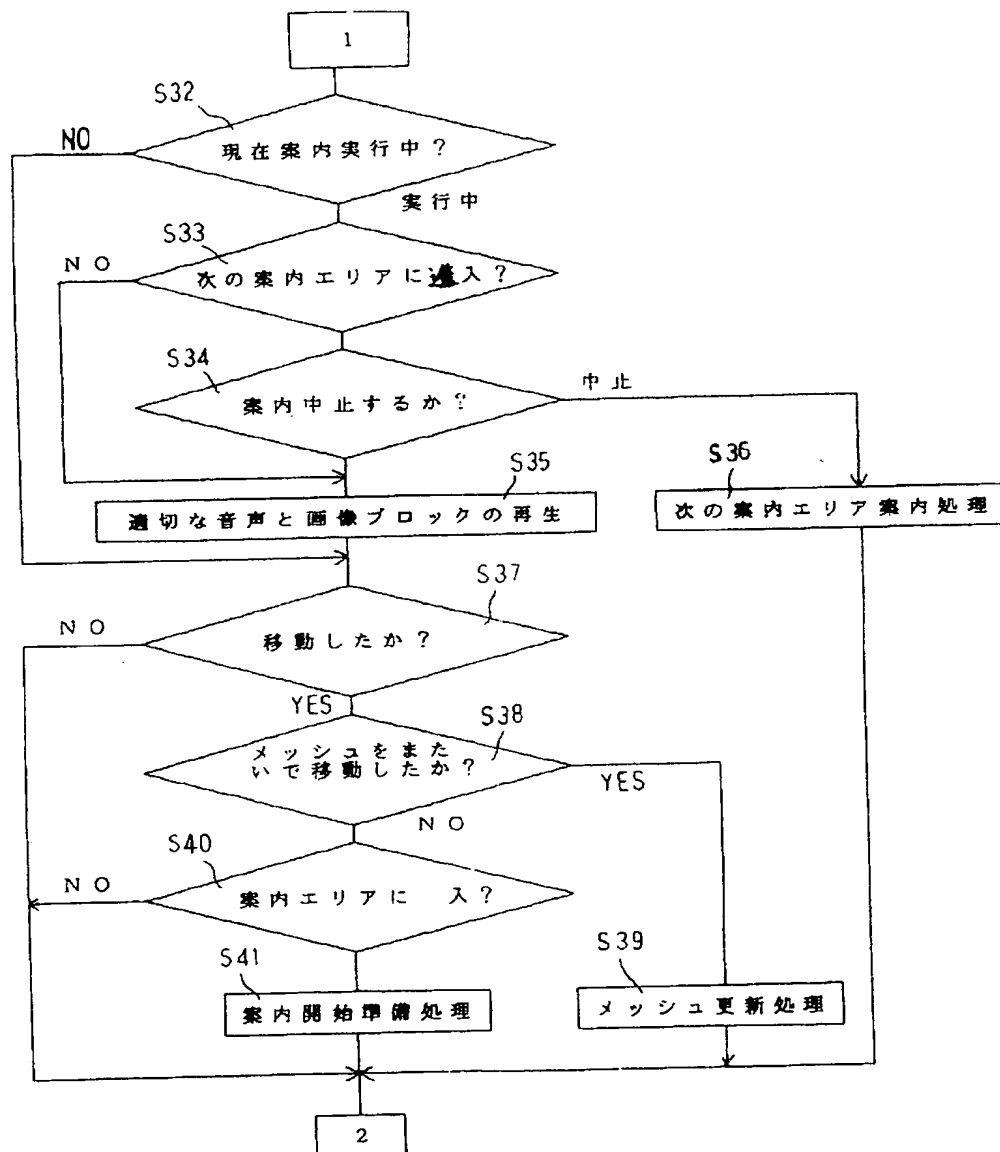 1
S32
NO
現在案内実行中?
実行中
S33
NO
次の案内エリアに進入?
S34
中止
案内中止するか?
S35
S36
適切な音声と画像ブロックの再生
次の案内エリア案内処理
S37
NO
移動したか?
YES
S38
メッシュをまた
いで移動したか?
YES
NO
S40
NO
案内エリアに 入?
S39
S41
案内開始準備処理
メッシュ更新処理
2